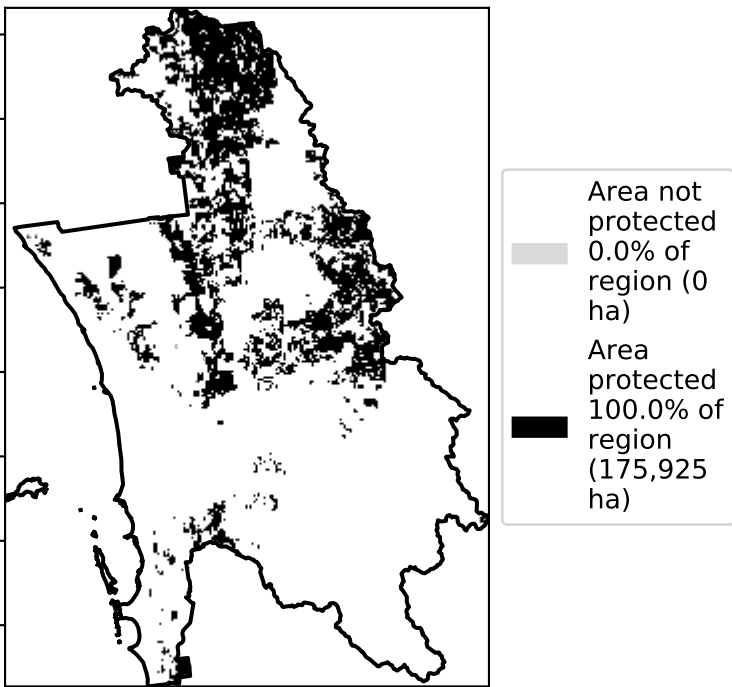 Area not
protected
0.0% of
region (0
ha)
Area
protected
100.0% of
region
(175,925
ha)